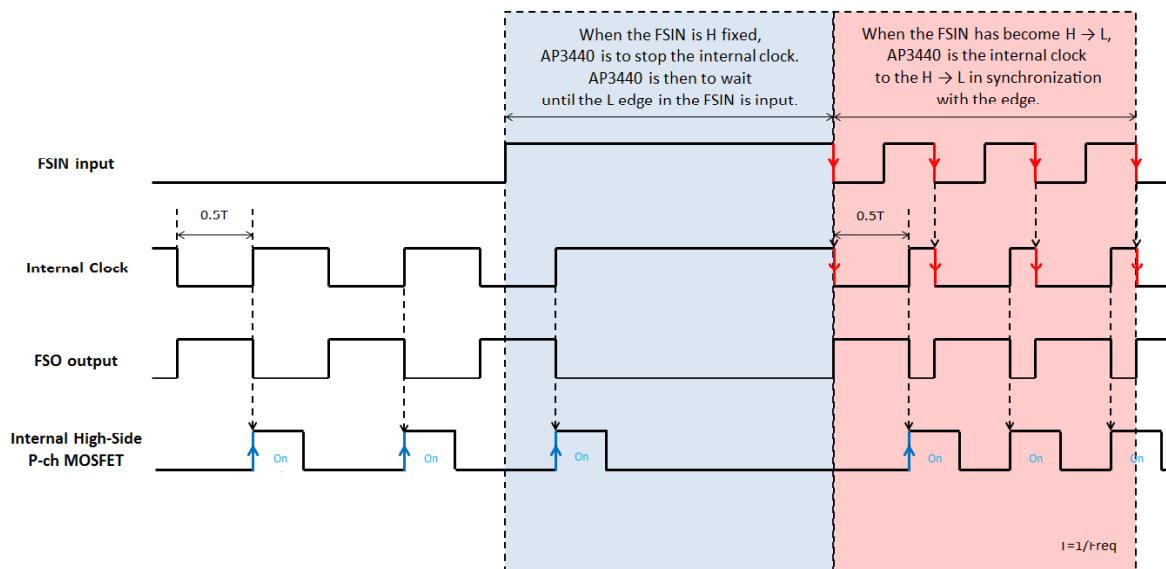 When the FSIN is H fixed,
AP3440 is to stop the internal clock.
AP3440 is then to wait
until the L edge in the FSIN is input.
When the FSIN has become H → L,
AP3440 is the internal clock
to the H → L in synchronization
with the edge.
FSIN input
0.5T
0.5T
Internal Clock
FSO output
Internal High-Side
P-ch MOSFET
On
On
On
On
On
On
T=1/Freq